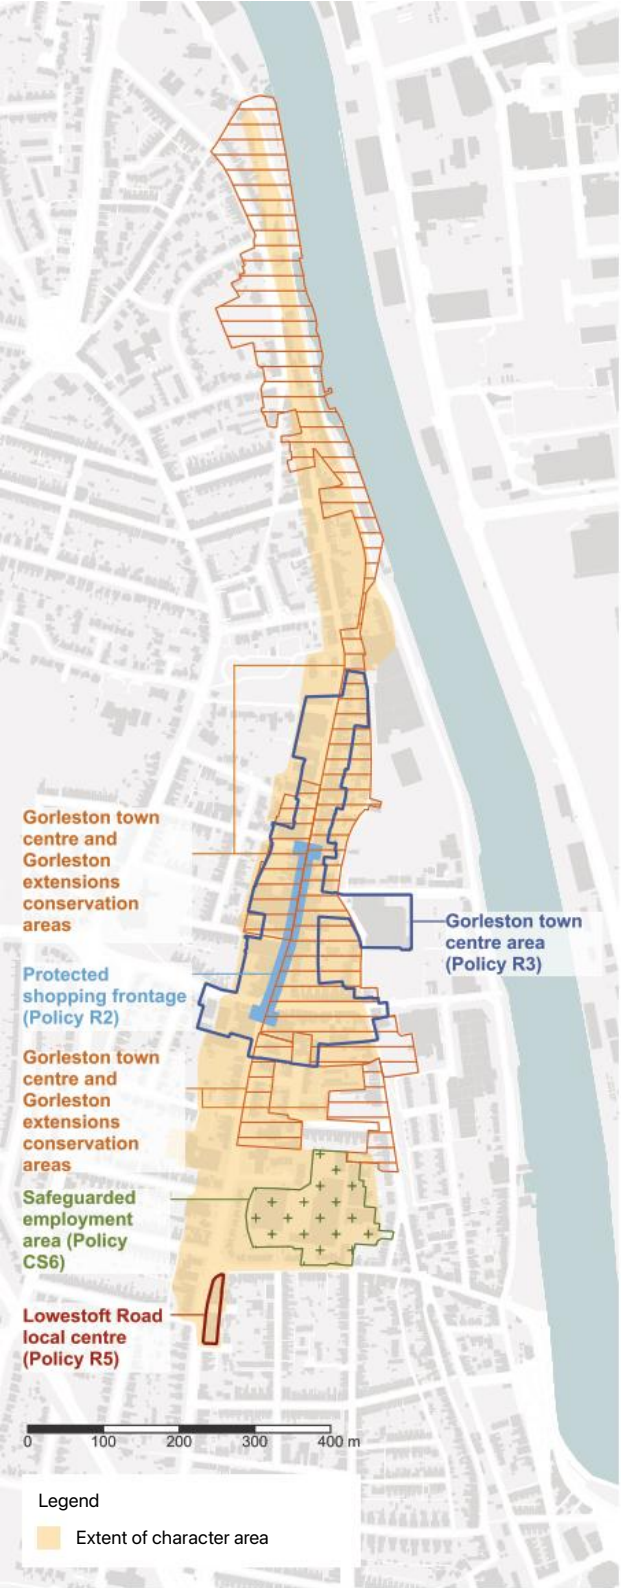 Gorleston town
centre and
Gorleston
extensions
conservation
areas
Gorleston town
centre area
(Policy R3)
Protected
shopping frontage
(Policy R2)
Gorleston town
centre and
Gorleston
extensions
conservation
areas
Safeguarded
employment
area (Policy
CS6)
Lowestoft Road
local centre
(Policy R5)
0 100 200 300 400 m
Legend
Extent of character area